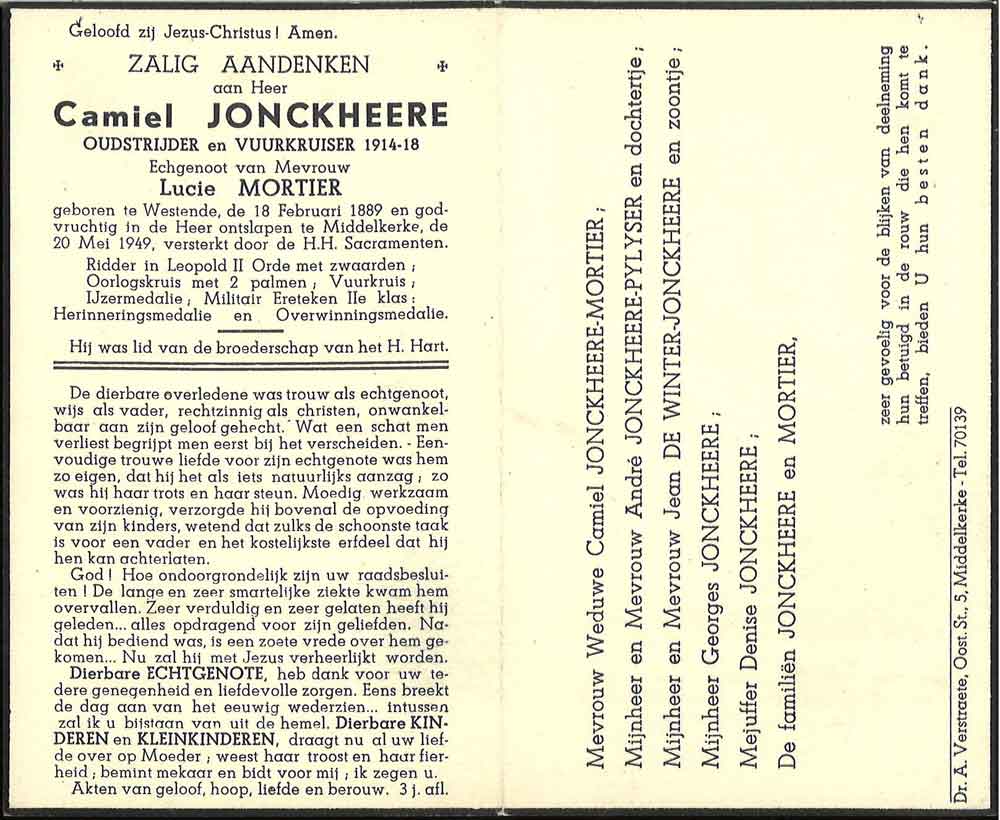 Geloofd zij Jezus-Christus! Amen.
✠ ZALIG AANDENKEN ✠
aan Heer
Camiel JONCKHEERE
OUDSTRIJDER en VUURKRUISER 1914-18
Echgenoot van Mevrouw
Lucie MORTIER
geboren te Westende, de 18 Februari 1889 en god-
vruchtig in de Heer ontslapen te Middelkerke, de
20 Mei 1949, versterkt door de H.H. Sacramenten.
Ridder in Leopold II Orde met zwaarden ;
Oorlogskruis met 2 palmen ; Vuurkruis ;
IJzermedalie ; Militair Ereteken IIe klas :
Herinneringsmedalie en Overwinningsmedalie.
Hij was lid van de broederschap van het H. Hart.
De dierbare overledene was trouw als echtgenoot,
wijs als vader, rechtzinnig als christen, onwankel-
baar aan zijn geloof gehecht. Wat een schat men
verliest begrijpt men eerst bij het verscheiden. - Een-
voudige trouwe liefde voor zijn echtgenote was hem
zo eigen, dat hij het als iets natuurlijks aanzag ; zo
was hij haar trots en haar steun. Moedig werkzaam
en voorzienig, verzorgde hij bovenal de opvoeding
van zijn kinders, wetend dat zulks de schoonste taak
is voor een vader en het kostelijkste erfdeel dat hij
hen kan achterlaten.
God ! Hoe ondoorgrondelijk zijn uw raadsbeslui-
ten ! De lange en zeer smartelijke ziekte kwam hem
overvallen. Zeer verduldig en zeer gelaten heeft hij
geleden... alles opdragend voor zijn geliefden. Na-
dat hij bediend was, is een zoete vrede over hem ge-
komen... Nu zal hij met Jezus verheerlijkt worden.
Dierbare ECHTGENOTE, heb dank voor uw te-
dere genegenheid en liefdevolle zorgen. Eens breekt
de dag aan van het eeuwig wederzien... intussen
zal ik u bijstaan van uit de hemel. Dierbare KIN-
DEREN en KLEINKINDEREN, draagt nu al uw lief-
de over op Moeder ; weest haar troost en haar fier-
heid ; bemint mekaar en bidt voor mij ; ik zegen u.
Akten van geloof, hoop, liefde en berouw. 3 j. afl.
Mevrouw Weduwe Camiel JONCKHEERE-MORTIER ;
Mijnheer en Mevrouw André JONCKHEERE-PYLYSER en dochtertje ;
Mijnheer en Mevrouw Jean DE WINTER-JONCKHEERE en zoontje ;
Mijnheer Georges JONCKHEERE ;
Mejuffer Denise JONCKHEERE ;
De familiën JONCKHEERE en MORTIER,
zeer gevoelig voor de blijken van deelneming
hun betuigd in de rouw die hen komt te
treffen, bieden U hun besten dank.
Dr. A. Verstraete, Oost. St., 5, Middelkerke - Tel. 70139